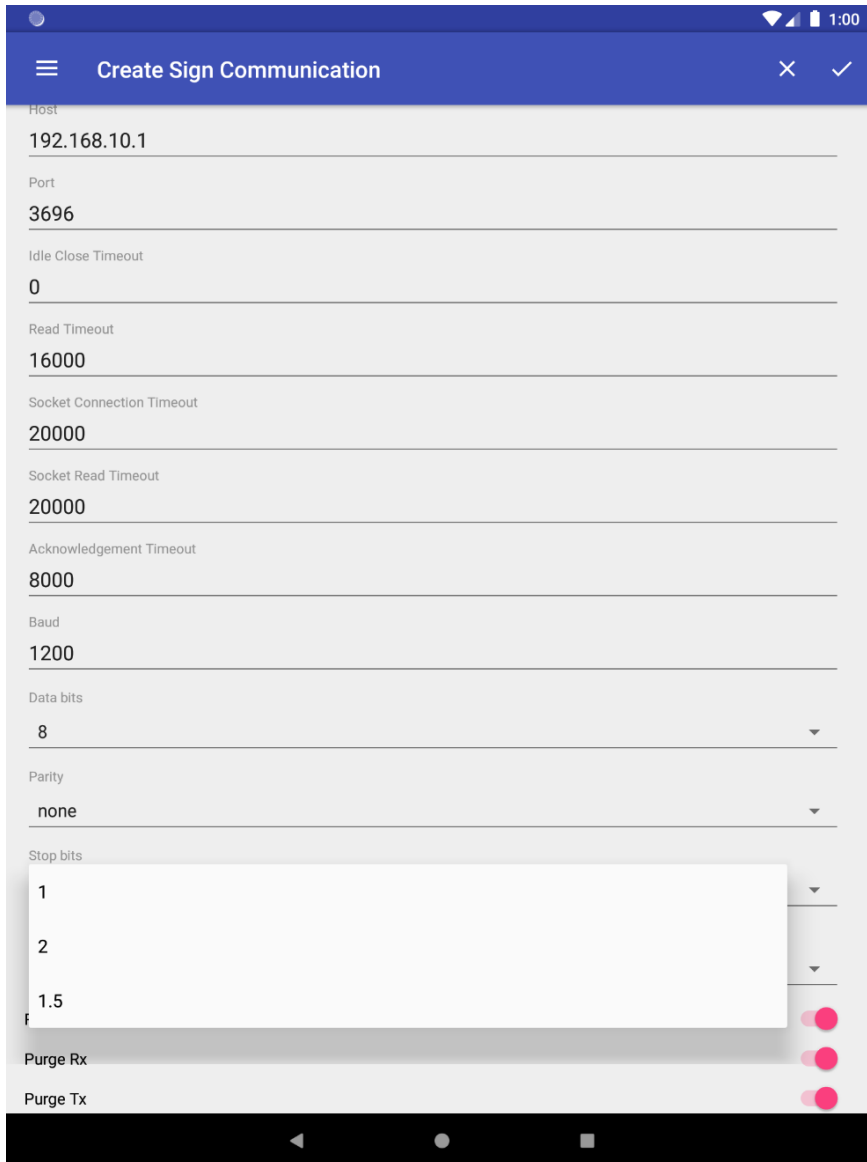 1:00
Create Sign Communication
Host
192.168.10.1
Port
3696
Idle Close Timeout
0
Read Timeout
16000
Socket Connection Timeout
20000
Socket Read Timeout
20000
Acknowledgement Timeout
8000
Baud
1200
Data bits
8
Parity
none
Stop bits
1
2
1.5
Purge Rx
Purge Tx